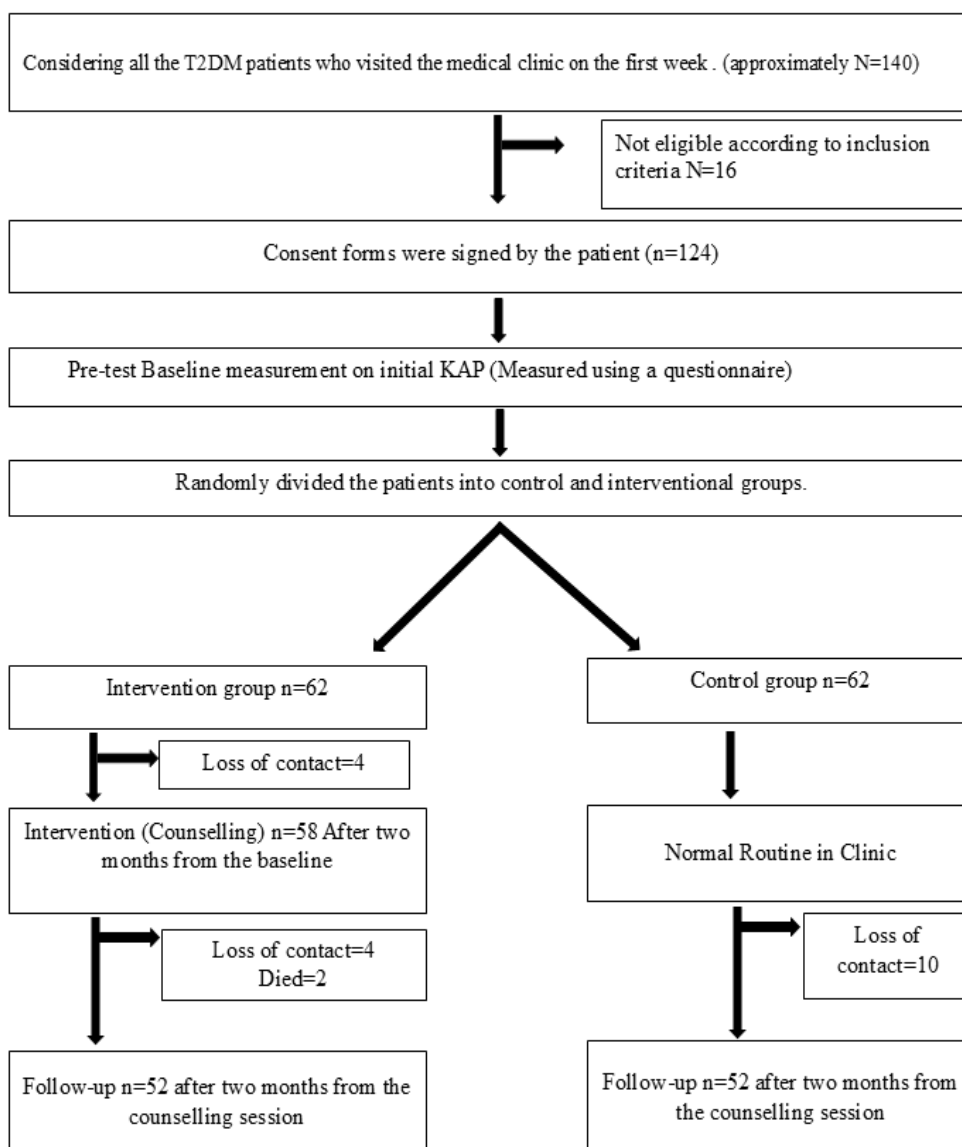 Considering all the T2DM patients who visited the medical clinic on the first week . (approximately N=140)
Not eligible according to inclusion
criteria N=16
Consent forms were signed by the patient (n=124)
Pre-test Baseline measurement on initial KAP (Measured using a questionnaire)
Randomly divided the patients into control and interventional groups.
Intervention group n=62
Control group n=62
Loss of contact=4
Intervention (Counselling) n=58 After two
months from the baseline
Normal Routine in Clinic
Loss of contact=4
Died=2
Loss of
contact=10
Follow-up n=52 after two months from the
counselling session
Follow-up n=52 after two months from
the counselling session